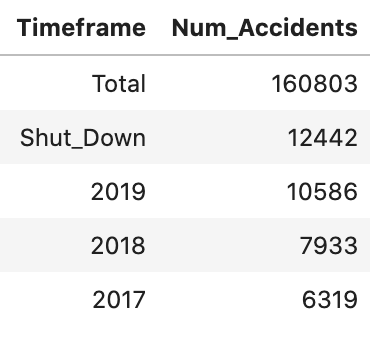 Timeframe Num_Accidents
Total 160803
Shut_Down 12442
2019 10586
2018 7933
2017 6319